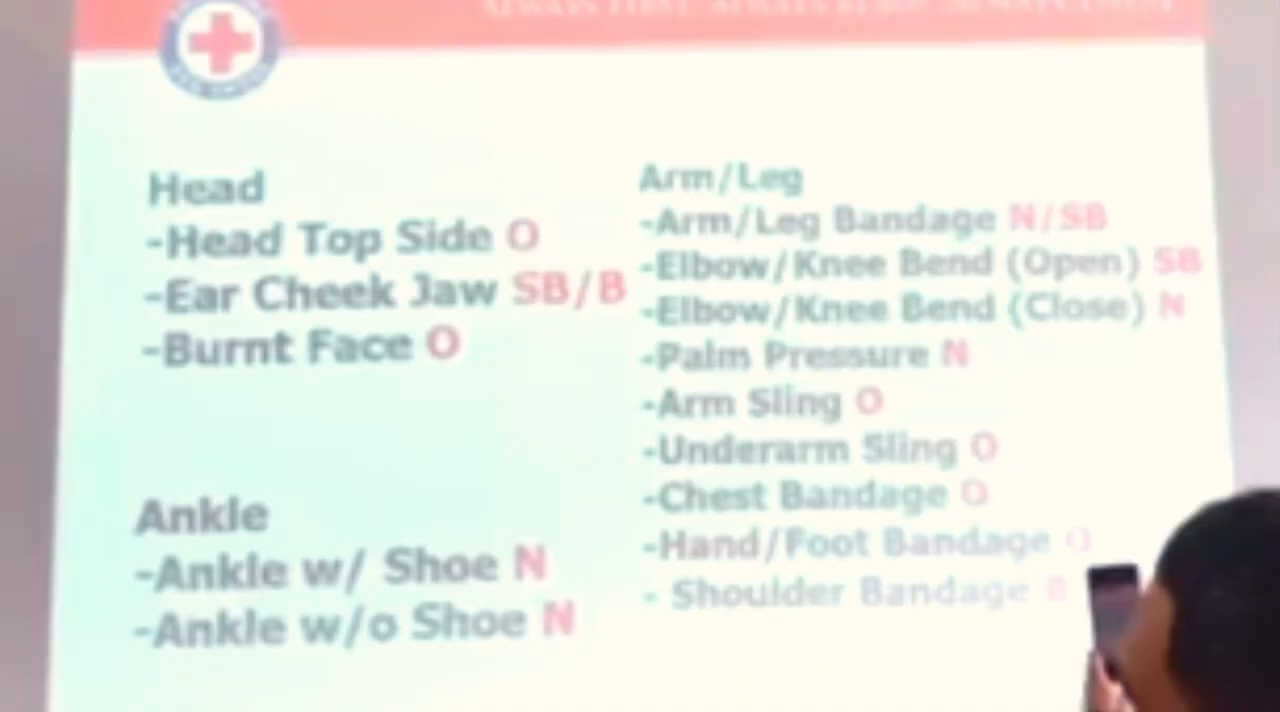 Head
-Head Top Side O
-Ear Cheek Jaw SB/B
-Burnt Face O
Ankle
-Ankle w/ Shoe N
-Ankle w/o Shoe N
Arm/Leg
-Arm/Leg Bandage N/SB
-Elbow/Knee Bend (Open) SB
-Elbow/Knee Bend (Close) N
-Palm Pressure N
-Arm Sling O
-Underarm Sling O
-Chest Bandage O
-Hand/Foot Bandage O
- Shoulder Bandage